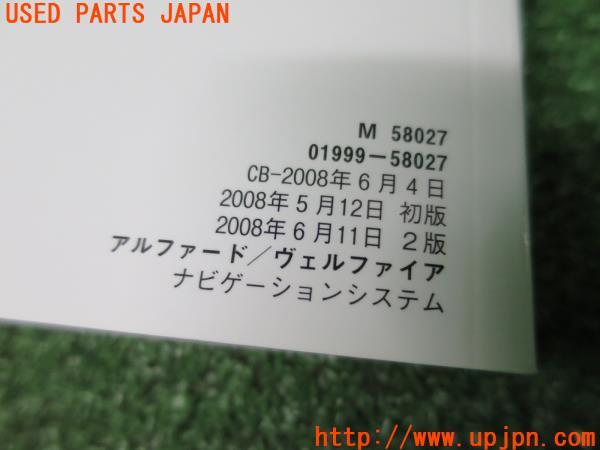 USED PARTS JAPAN
M 58027
01999-58027
CB-2008年6月4日
2008年5月12日 初版
2008年6月11日 2版
アルファード/ヴェルファイア
ナビゲーションシステム
http://www.upjpn.com